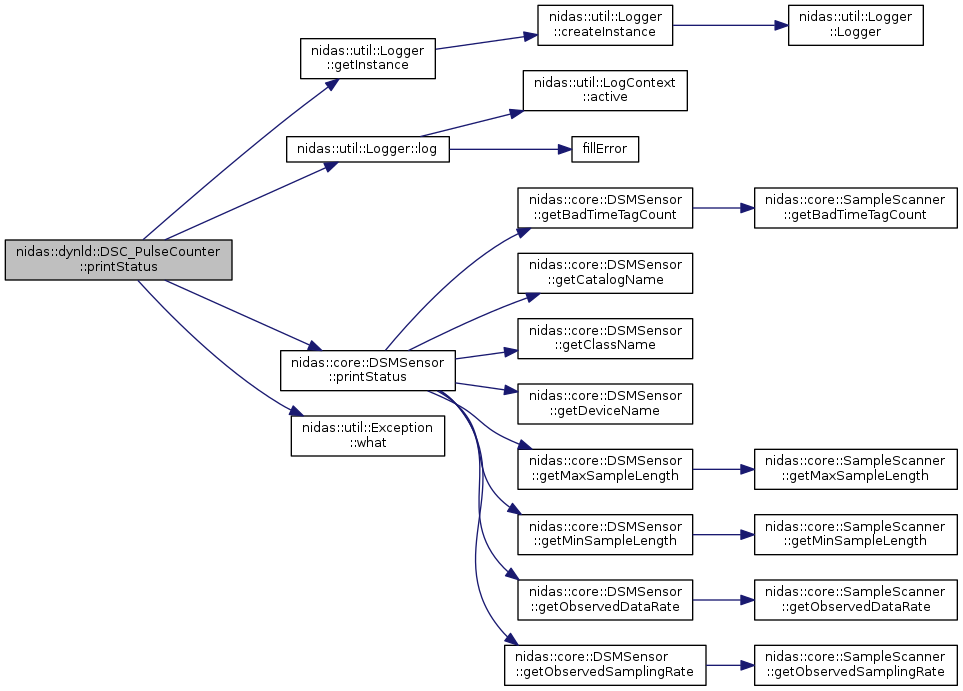 nidas::dynld::DSC_PulseCounter
::printStatus
nidas::util::Logger
::getInstance
nidas::util::Logger
::createInstance
nidas::util::Logger
::Logger
nidas::util::Logger::log
nidas::util::LogContext
::active
fillError
nidas::core::DSMSensor
::printStatus
nidas::core::DSMSensor
::getBadTimeTagCount
nidas::core::SampleScanner
::getBadTimeTagCount
nidas::core::DSMSensor
::getCatalogName
nidas::core::DSMSensor
::getClassName
nidas::core::DSMSensor
::getDeviceName
nidas::core::DSMSensor
::getMaxSampleLength
nidas::core::SampleScanner
::getMaxSampleLength
nidas::core::DSMSensor
::getMinSampleLength
nidas::core::SampleScanner
::getMinSampleLength
nidas::core::DSMSensor
::getObservedDataRate
nidas::core::SampleScanner
::getObservedDataRate
nidas::core::DSMSensor
::getObservedSamplingRate
nidas::core::SampleScanner
::getObservedSamplingRate
nidas::util::Exception
::what